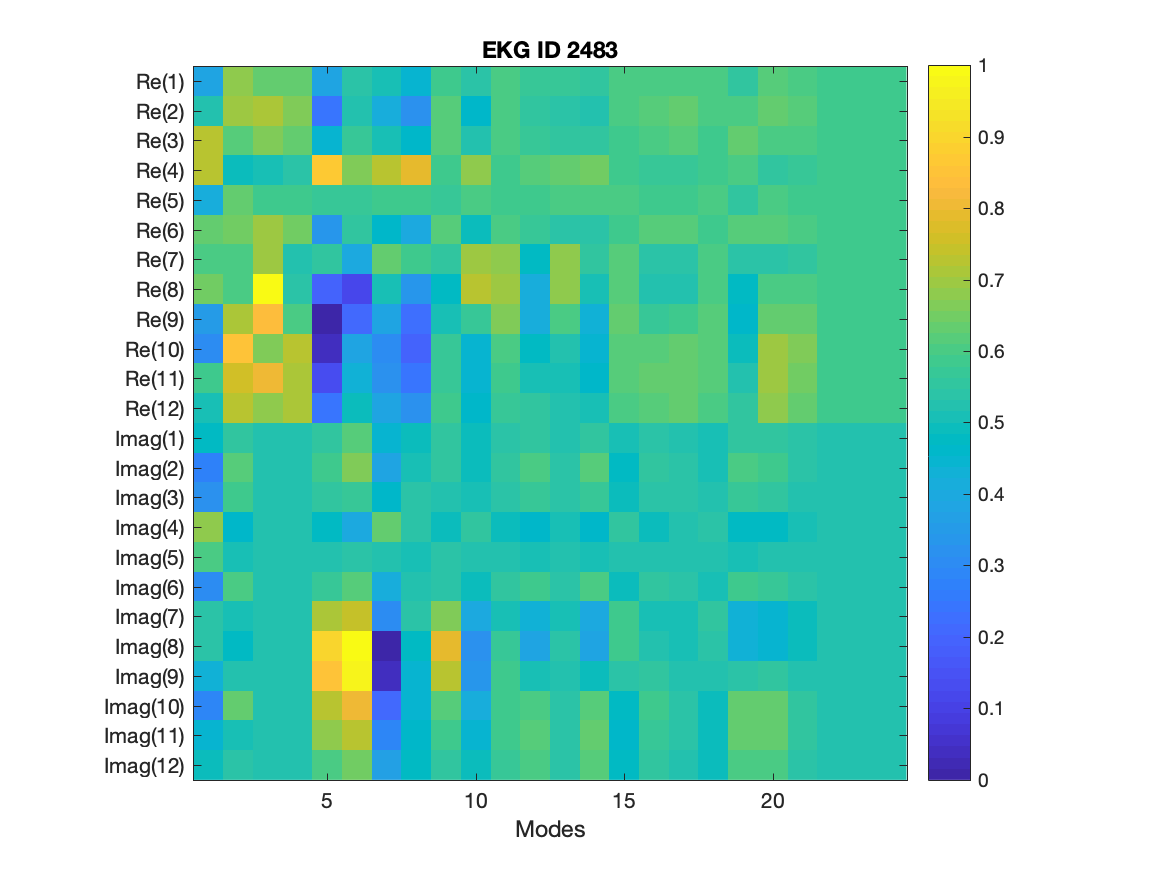 EKG ID 2483
Re(1)
Re(2)
Re(3)
Re(4)
Re(5)
Re(6)
Re(7)
Re(8)
Re(9)
Re(10)
Re(11)
Re(12)
Imag(1)
Imag(2)
Imag(3)
Imag(4)
Imag(5)
Imag(6)
Imag(7)
Imag(8)
Imag(9)
Imag(10)
Imag(11)
Imag(12)
5 10 15 20
Modes
1
0.9
0.8
0.7
0.6
0.5
0.4
0.3
0.2
0.1
0